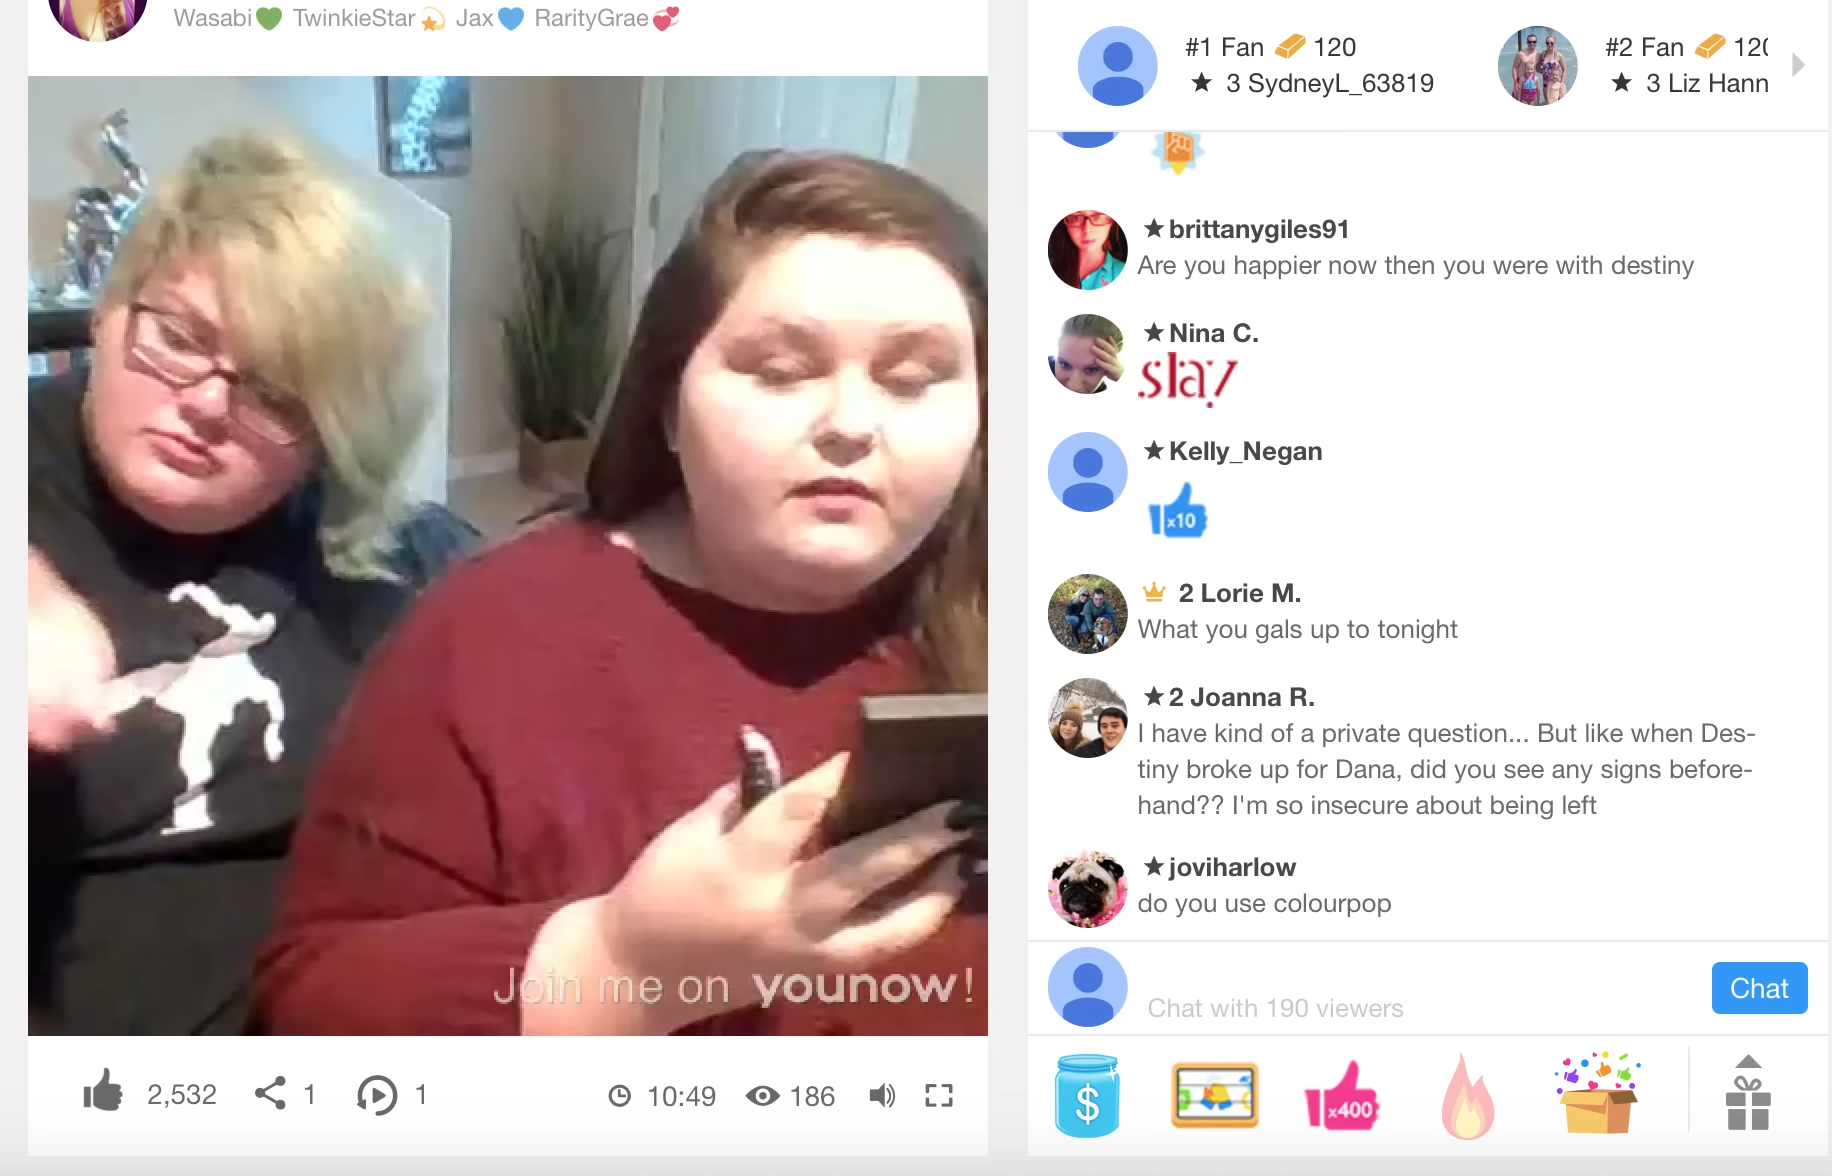 Wasabi💚 TwinkieStar💫 Jax💙 RarityGrae💞
Join me on younow!
2,532
1
1
10:49
186
#1 Fan 120
★ 3 SydneyL_63819
#2 Fan
★ 3 Liz Hann
★brittanygiles91
Are you happier now then you were with destiny
★Nina C.
slay
★Kelly_Negan
x10
2 Lorie M.
What you gals up to tonight
★2 Joanna R.
I have kind of a private question... But like when Des-
tiny broke up for Dana, did you see any signs before-
hand?? I'm so insecure about being left
★joviharlow
do you use colourpop
Chat with 190 viewers
Chat
$
x400